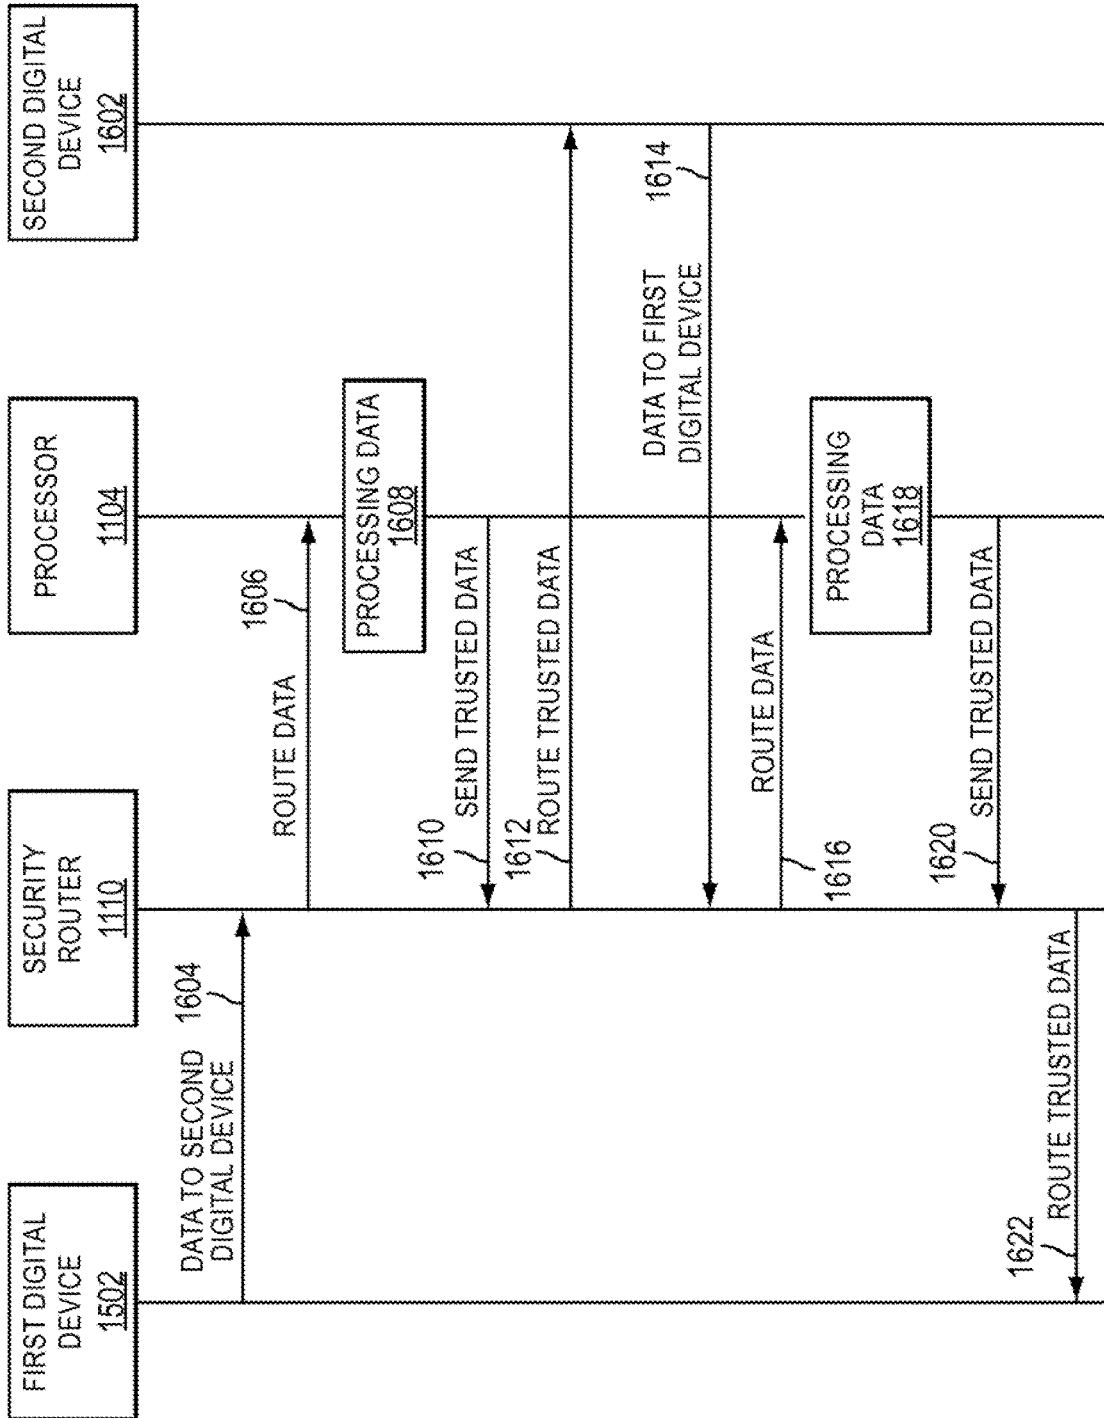 FIRST DIGITAL
DEVICE
1502
SECURITY
ROUTER
1110
PROCESSOR
1104
SECOND DIGITAL
DEVICE
1602
DATA TO SECOND
DIGITAL DEVICE
1604
ROUTE DATA
1606
PROCESSING DATA
1608
1610
SEND TRUSTED DATA
1612
ROUTE TRUSTED DATA
DATA TO FIRST
DIGITAL DEVICE
1614
ROUTE DATA
1616
PROCESSING
DATA
1618
1620
SEND TRUSTED DATA
1622
ROUTE TRUSTED DATA